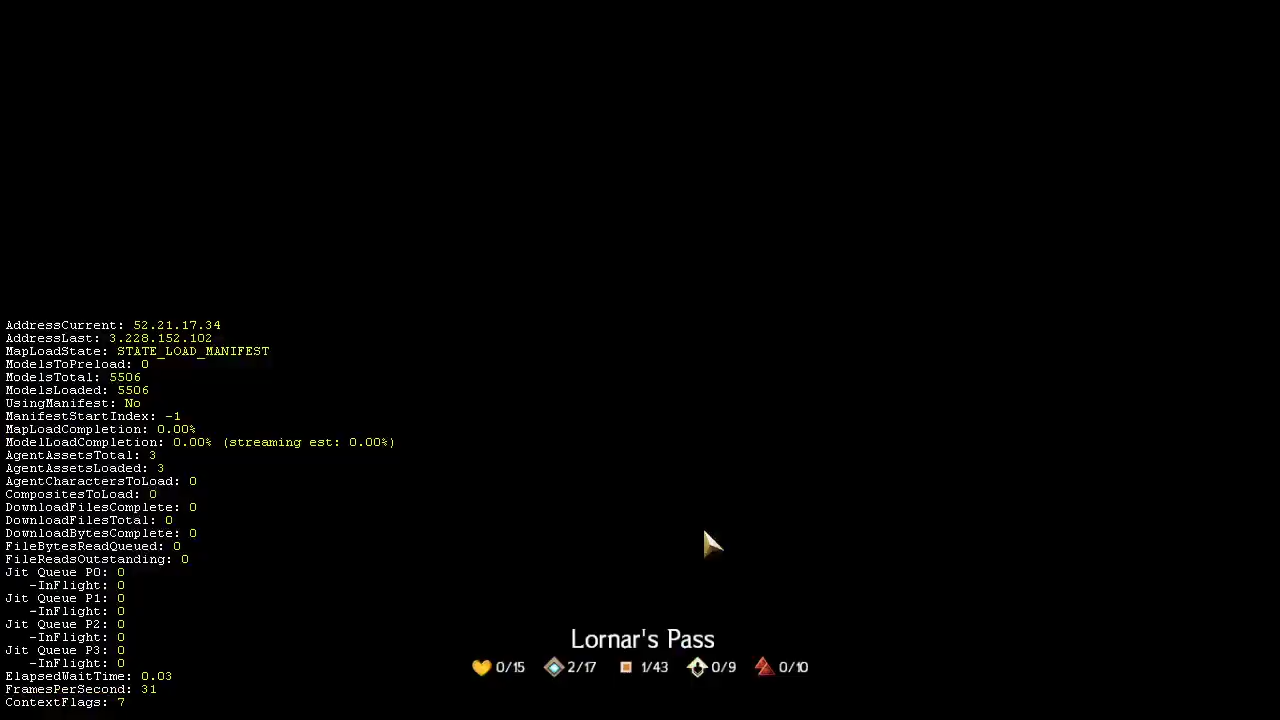 AddressCurrent: 52.21.17.34
AddressLast: 3.228.152.102
MapLoadState: STATE_LOAD_MANIFEST
ModelsToPreload: 0
ModelsTotal: 5506
ModelsLoaded: 5506
UsingManifest: No
ManifestStartIndex: -1
MapLoadCompletion: 0.00%
ModelLoadCompletion: 0.00% (streaming est: 0.00%)
AgentAssetsTotal: 3
AgentAssetsLoaded: 3
AgentCharactersToLoad: 0
CompositesToLoad: 0
DownloadFilesComplete: 0
DownloadFilesTotal: 0
DownloadBytesComplete: 0
FileBytesReadQueued: 0
FileReadsOutstanding: 0
Jit Queue P0: 0
-InFlight: 0
Jit Queue P1: 0
-InFlight: 0
Jit Queue P2: 0
-InFlight: 0
Jit Queue P3: 0
-InFlight: 0
ElapsedWaitTime: 0.03
FramesPerSecond: 31
ContextFlags: 7
Lornar's Pass
0/15 2/17 1/43 0/9 0/10